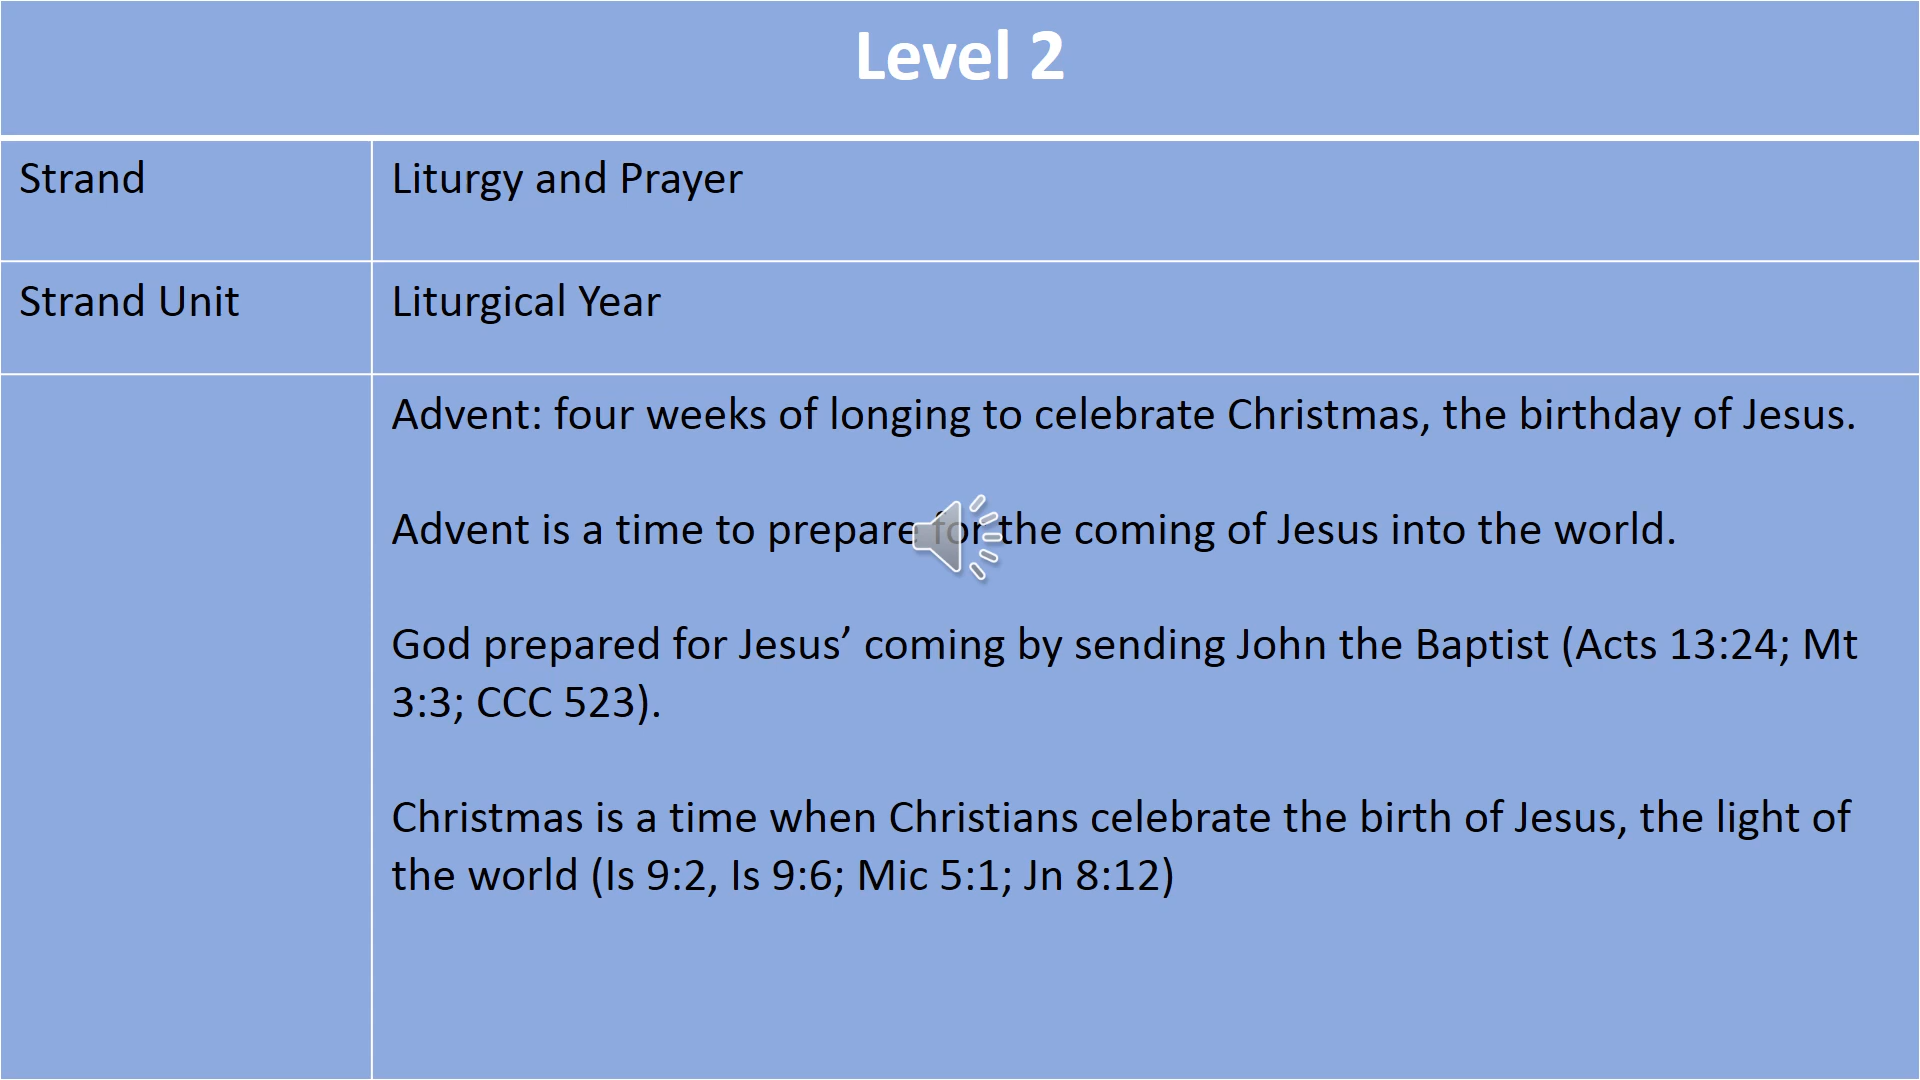 Level 2
Strand
Liturgy and Prayer
Strand Unit
Liturgical Year
Advent: four weeks of longing to celebrate Christmas, the birthday of Jesus.
Advent is a time to prepare for the coming of Jesus into the world.
God prepared for Jesus’ coming by sending John the Baptist (Acts 13:24; Mt
3:3; CCC 523).
Christmas is a time when Christians celebrate the birth of Jesus, the light of
the world (Is 9:2, Is 9:6; Mic 5:1; Jn 8:12)